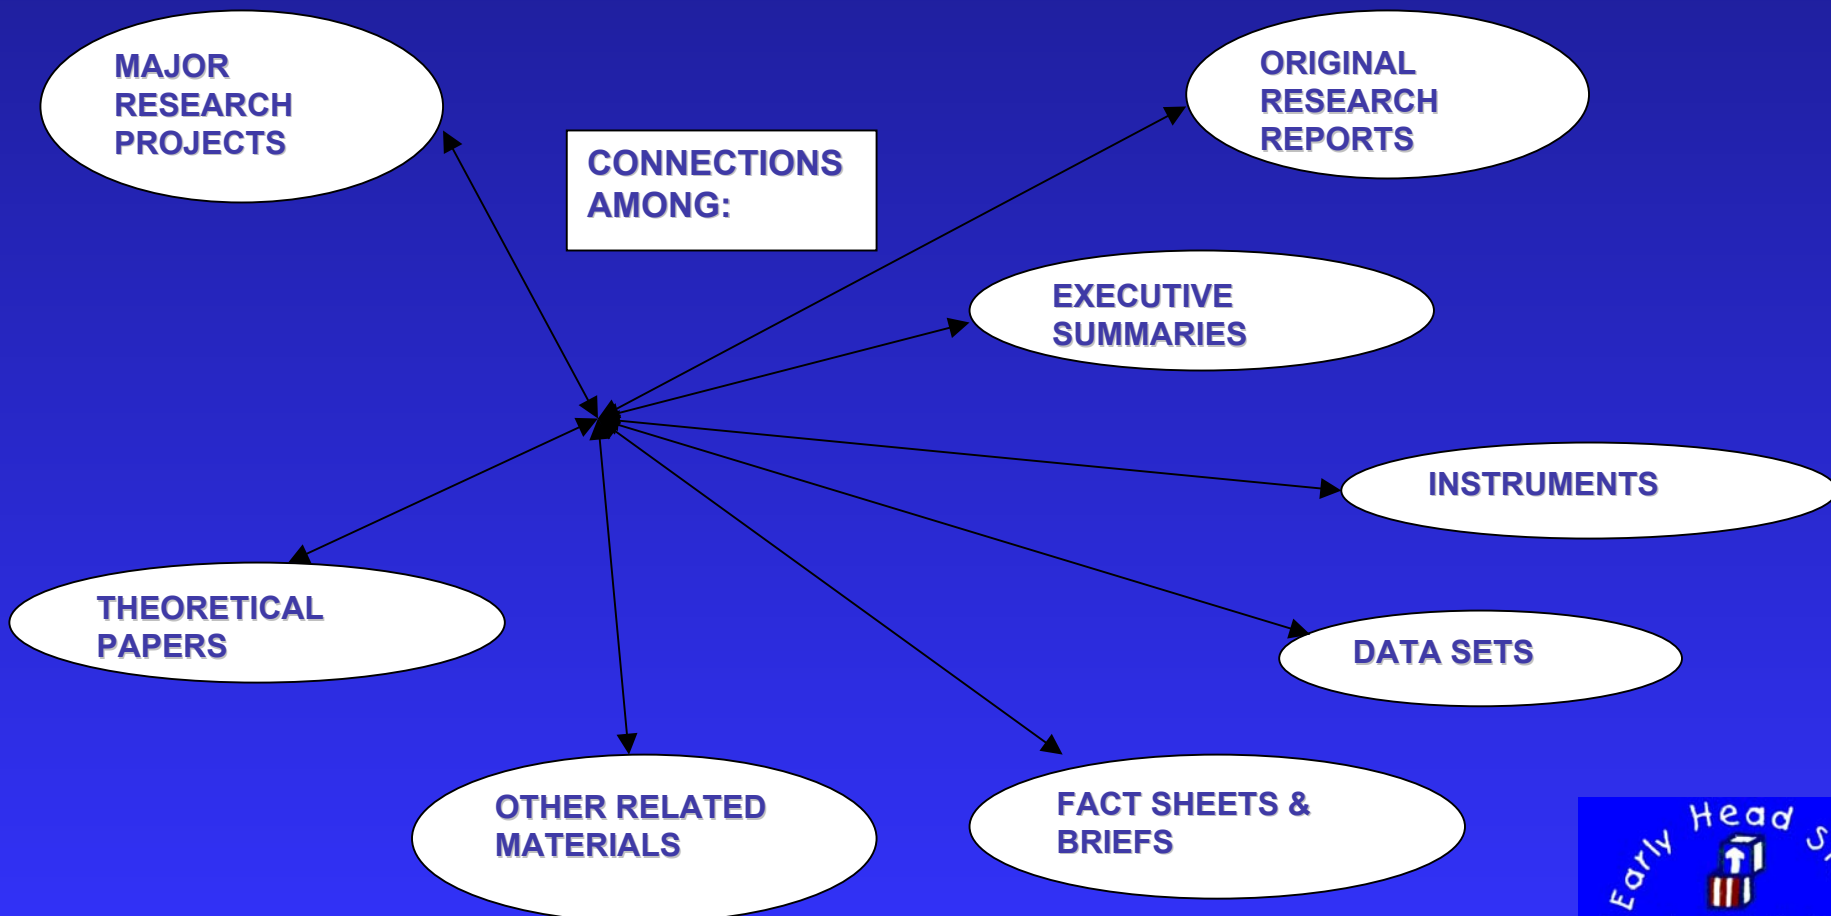 MAJOR
RESEARCH
PROJECTS
CONNECTIONS
AMONG:
ORIGINAL
RESEARCH
REPORTS
EXECUTIVE
SUMMARIES
INSTRUMENTS
THEORETICAL
PAPERS
DATA SETS
OTHER RELATED
MATERIALS
FACT SHEETS &
BRIEFS
Early Head